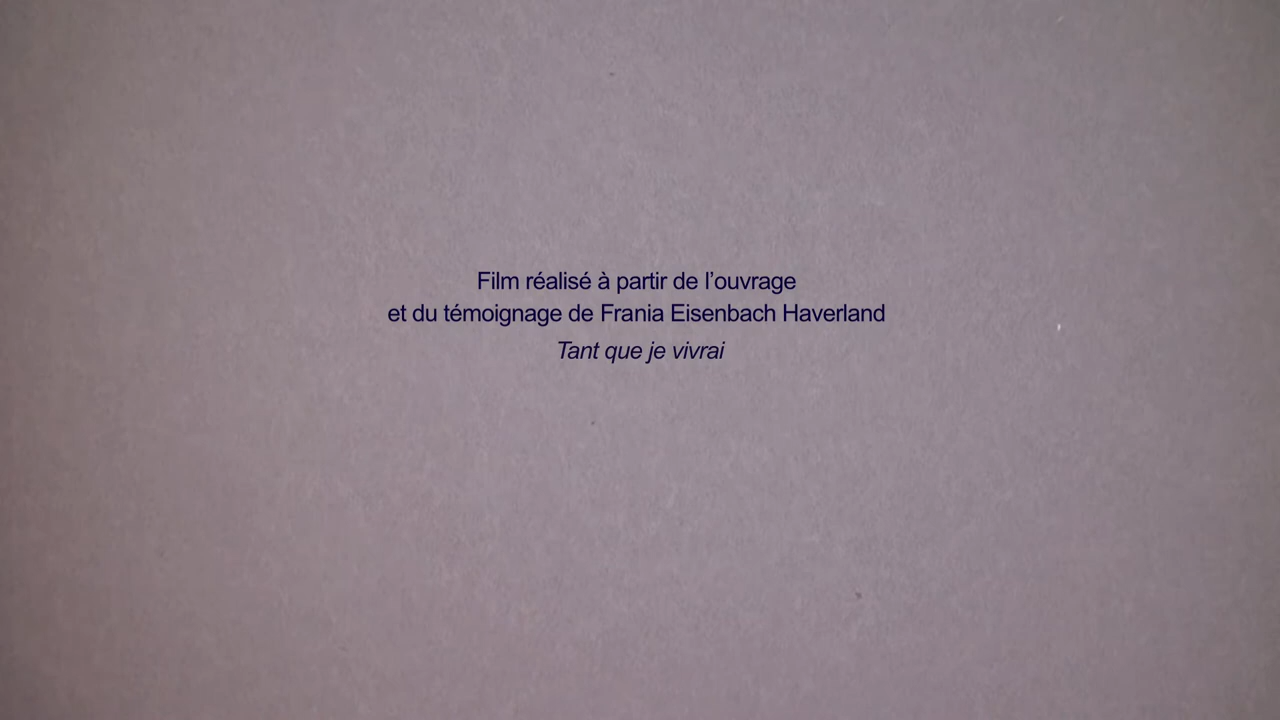 Film réalisé à partir de l’ouvrage
et du témoignage de Frania Eisenbach Haverland
Tant que je vivrai